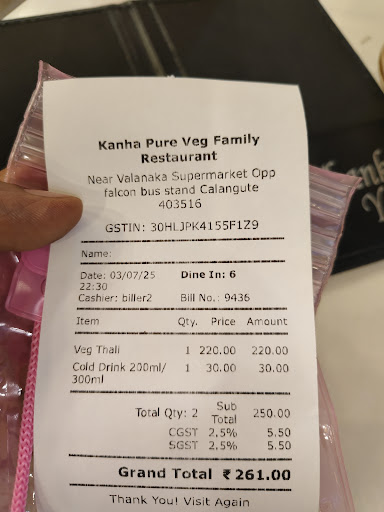 Kanha Pure Veg Family
Restaurant
Near Valanaka Supermarket Opp
falcon bus stand Calangute
403516
GSTIN: 30HLJPK4155F1Z9
Name:
Date: 03/07/25 Dine In: 6
22:30
Cashier: biller2 Bill No.: 9436
Item Qty. Price Amount
Veg Thali 1 220.00 220.00
Cold Drink 200ml/ 1 30.00 30.00
300ml
Total Qty: 2 Sub Total 250.00
CGST 2.5% 5.50
SGST 2.5% 5.50
Grand Total ₹ 261.00
Thank You! Visit Again